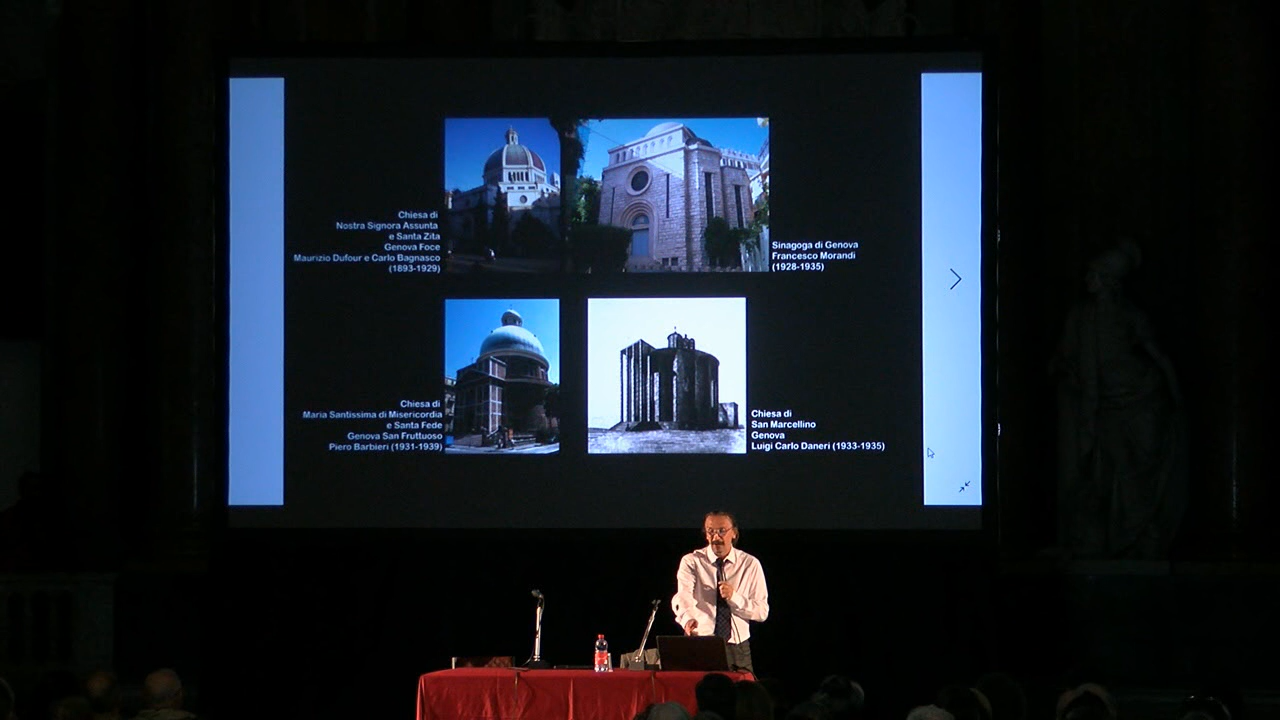 Chiesa di
Nostra Signora Assunta
e Santa Zita
Genova Foce
Maurizio Dufour e Carlo Bagnasco
(1893-1929)
Sinagoga di Genova
Francesco Morandi
(1928-1935)
Chiesa di
Maria Santissima di Misericordia
e Santa Fede
Genova San Fruttuoso
Piero Barbieri (1931-1939)
Chiesa di
San Marcellino
Genova
Luigi Carlo Daneri (1933-1935)